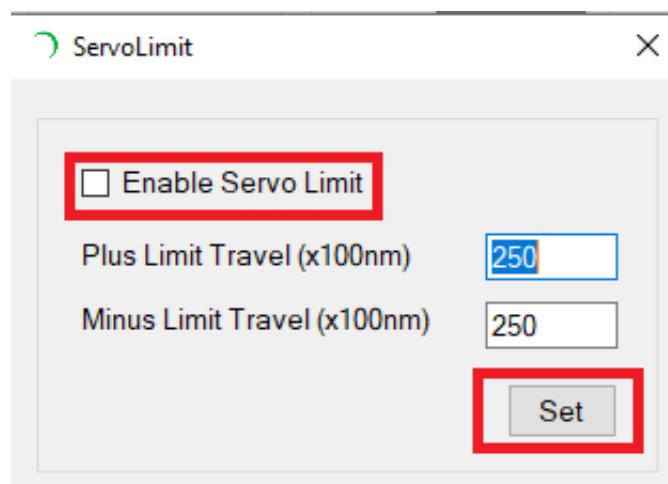 ServoLimit
Enable Servo Limit
Plus Limit Travel (x100nm) 250
Minus Limit Travel (x100nm) 250
Set